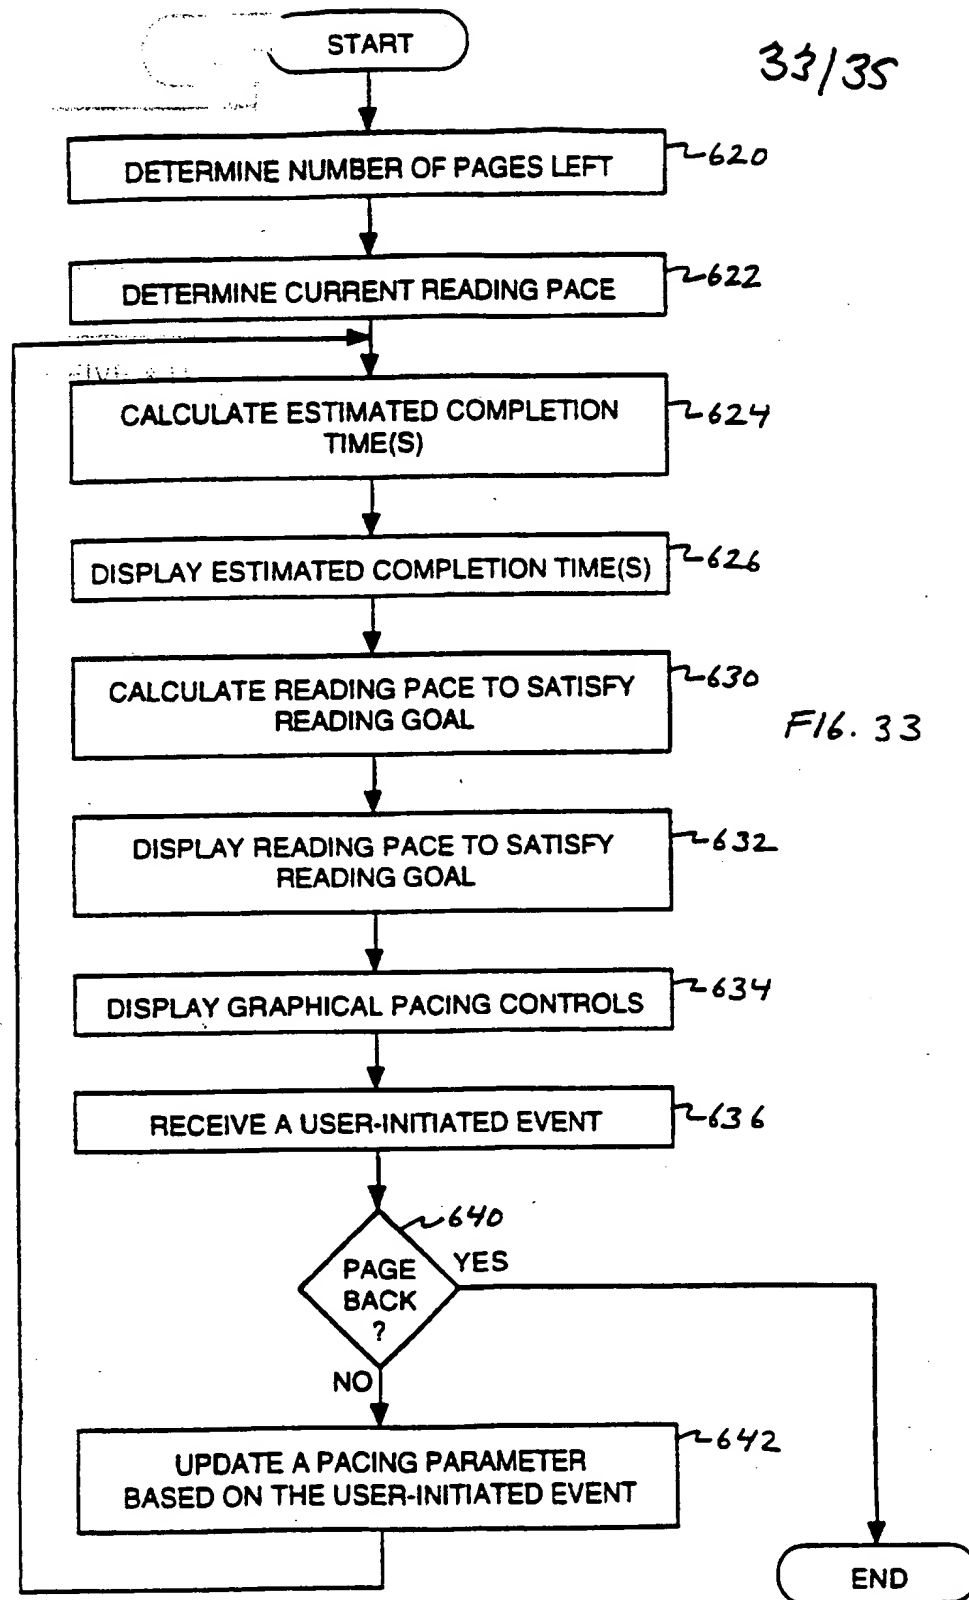 START
33/35
DETERMINE NUMBER OF PAGES LEFT
620
DETERMINE CURRENT READING PACE
622
CALCULATE ESTIMATED COMPLETION
TIME(S)
624
DISPLAY ESTIMATED COMPLETION TIME(S)
626
CALCULATE READING PACE TO SATISFY
READING GOAL
630
FIG. 33
DISPLAY READING PACE TO SATISFY
READING GOAL
632
DISPLAY GRAPHICAL PACING CONTROLS
634
RECEIVE A USER-INITIATED EVENT
636
640
PAGE
BACK
?
YES
NO
UPDATE A PACING PARAMETER
BASED ON THE USER-INITIATED EVENT
642
END